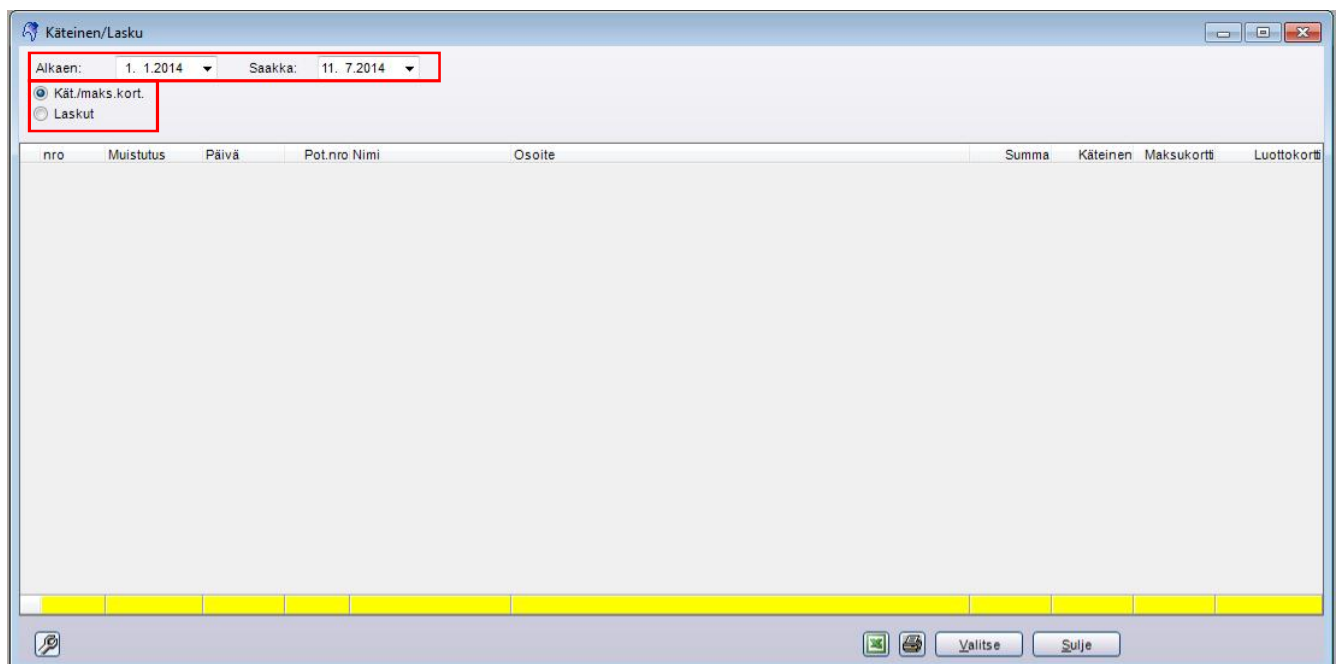 Käteinen/Lasku
Alkaen: 1. 1.2014 Saakka: 11. 7.2014
Kät./maks.kort.
Laskut
nro Muistutus Päivä Pot.nro Nimi Osoite Summa Käteinen Maksukortti Luottokortti
Valitse Sulje